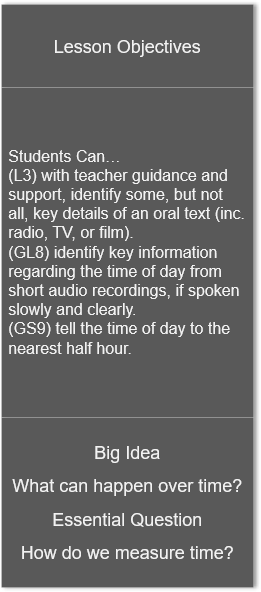 Lesson Objectives
Students Can…
(L3) with teacher guidance and
support, identify some, but not
all, key details of an oral text (inc.
radio, TV, or film).
(GL8) identify key information
regarding the time of day from
short audio recordings, if spoken
slowly and clearly.
(GS9) tell the time of day to the
nearest half hour.
Big Idea
What can happen over time?
Essential Question
How do we measure time?